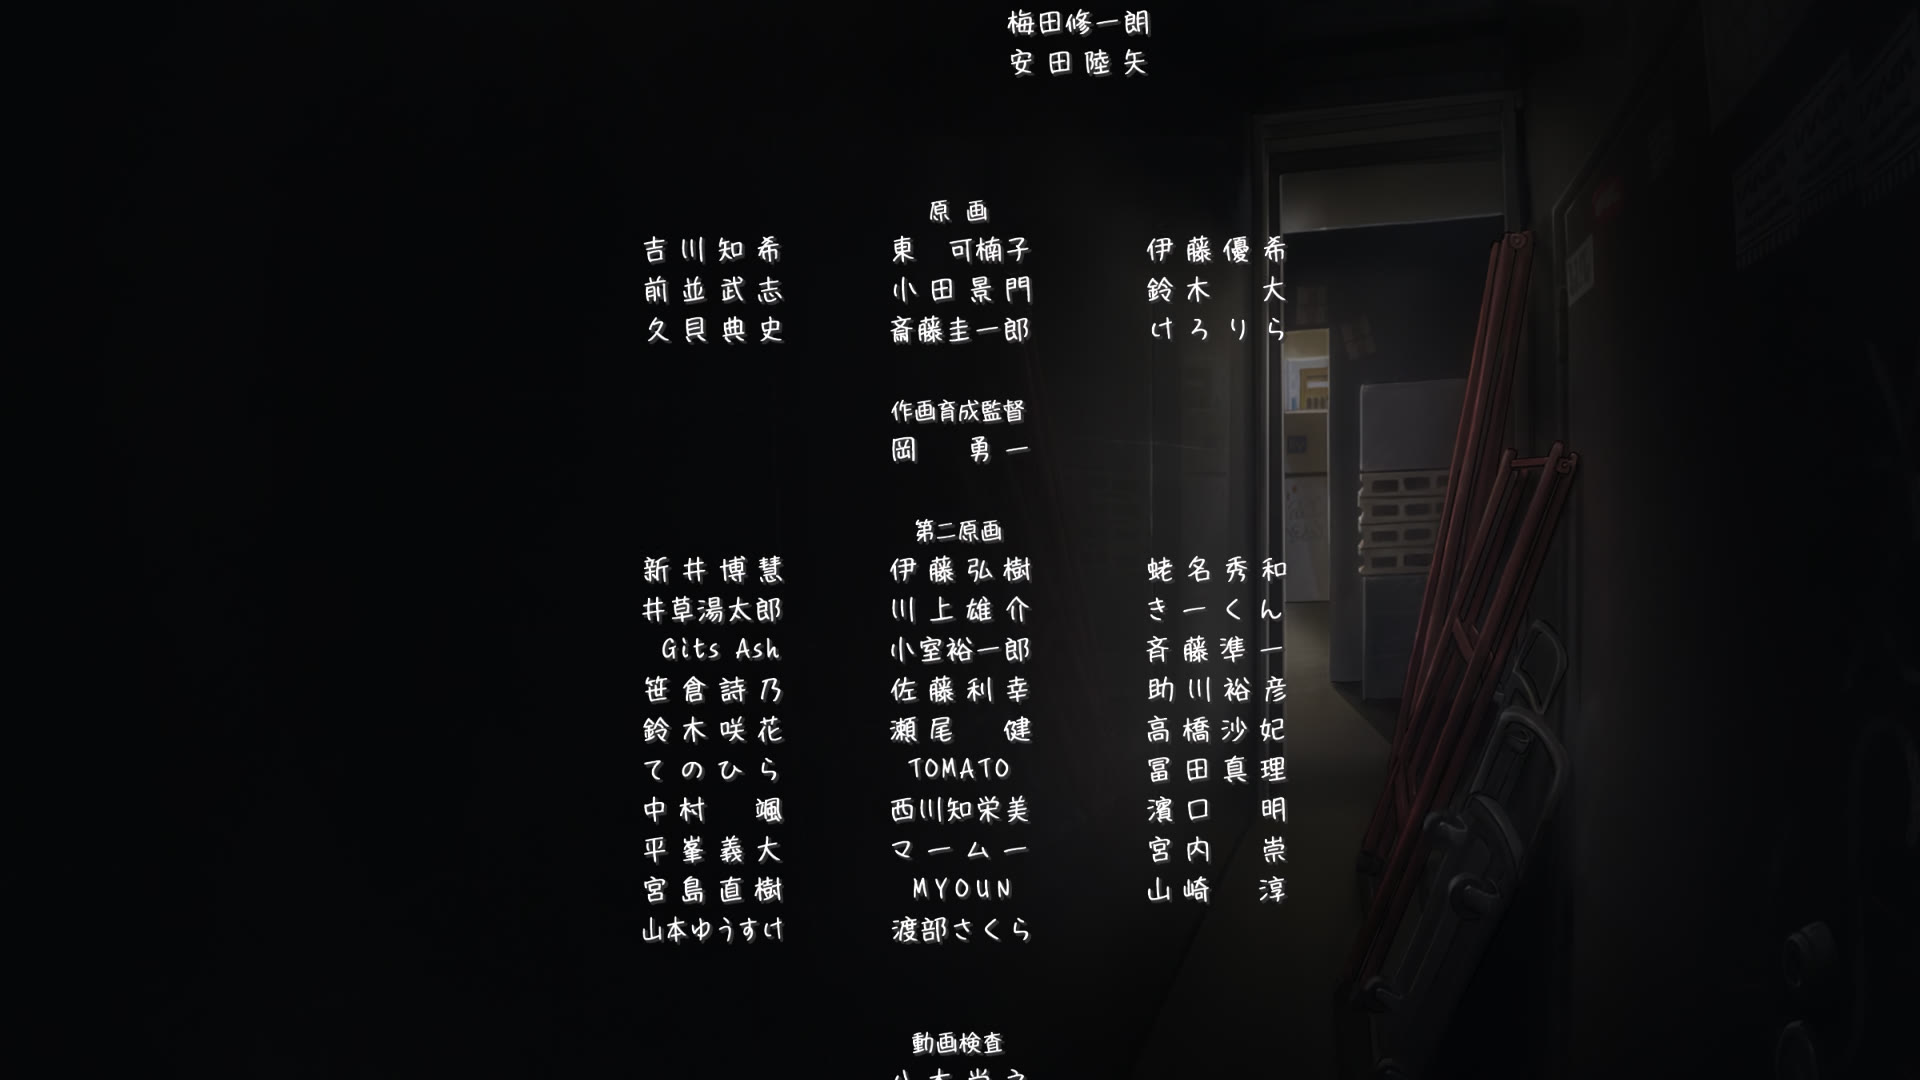 梅田修一朗
安田陸矢
原画
吉川知希 東 可楠子 伊藤優希
前並武志 小田景門 鈴木 大
久貝典史 斎藤圭一郎 けろりら
作画育成監督
岡 勇一
第二原画
新井博慧 伊藤弘樹 蛯名秀和
井草湯太郎 川上雄介 きーくん
Gits Ash 小室裕一郎 斉藤準一
笹倉詩乃 佐藤利幸 助川裕彦
鈴木咲花 瀬尾 健 高橋沙妃
てのひら TOMATO 冨田真理
中村 颯 西川知栄美 濱口 明
平峯義大 マームー 宮内 崇
宮島直樹 MYOUN 山崎 淳
山本ゆうすけ 渡部さくら
動画検査